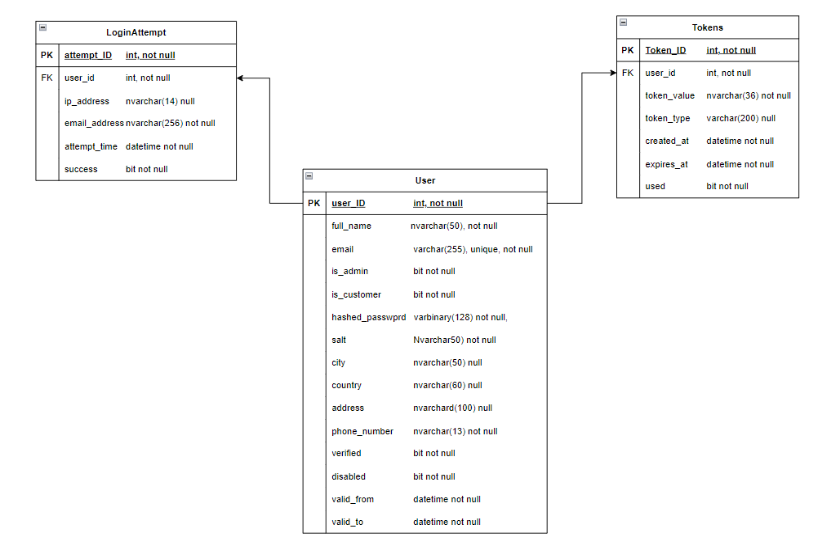 LoginAttempt
PK attempt_ID int, not null
FK user_id int, not null
ip_address nvarchar(14) null
email_address nvarchar(256) not null
attempt_time datetime not null
success bit not null
Tokens
PK Token_ID int, not null
FK user_id int, not null
token_value nvarchar(36) not null
token_type varchar(200) null
created_at datetime not null
expires_at datetime not null
used bit not null
User
PK user_ID int, not null
full_name nvarchar(50), not null
email varchar(255), unique, not null
is_admin bit not null
is_customer bit not null
hashed_passwprd varbinary(128) not null,
salt Nvarchar50) not null
city nvarchar(50) null
country nvarchar(60) null
address nvarchard(100) null
phone_number nvarchar(13) not null
verified bit not null
disabled bit not null
valid_from datetime not null
valid_to datetime not null